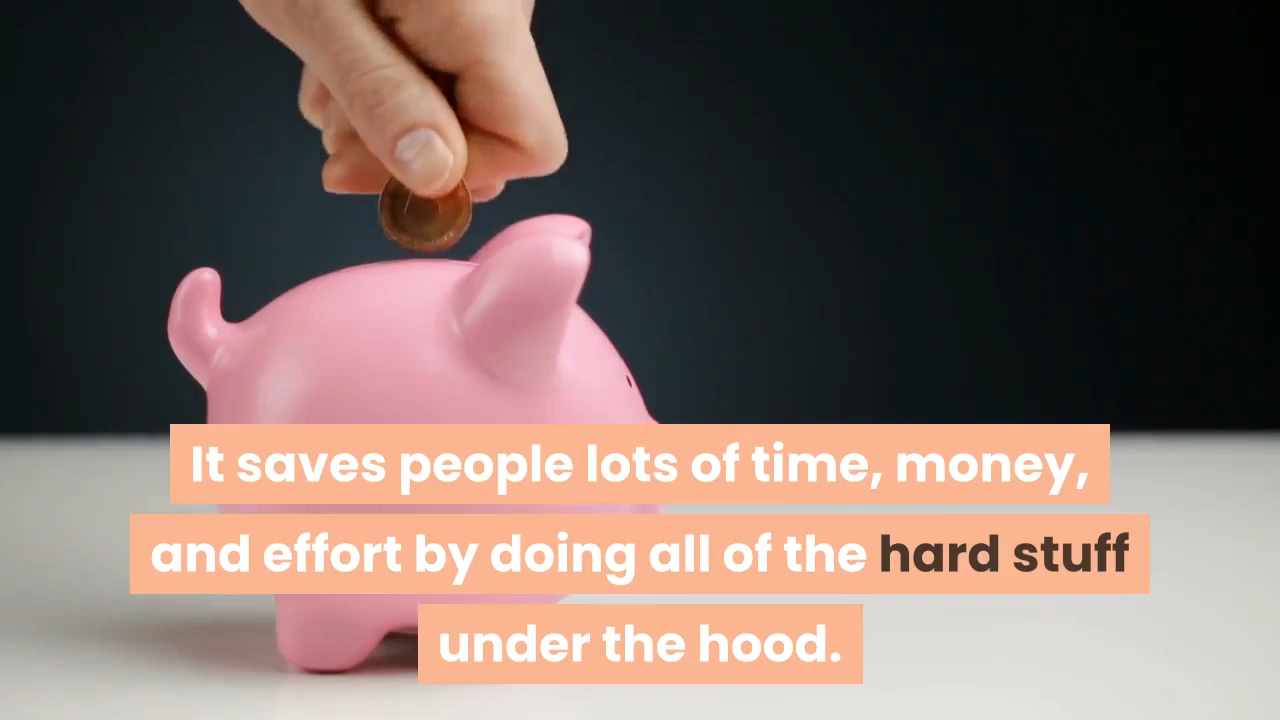 It saves people lots of time, money,
and effort by doing all of the hard stuff
under the hood.